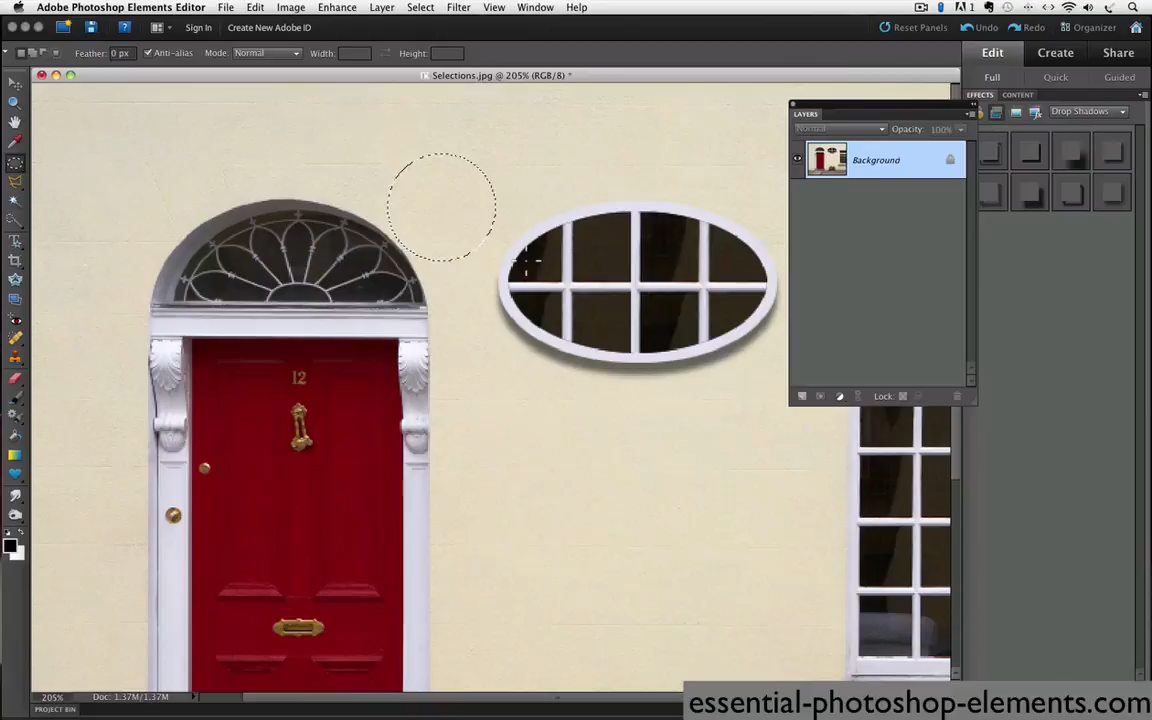 Adobe Photoshop Elements Editor File Edit Image Enhance Layer Select Filter View Window Help
Sign In Create New Adobe ID Reset Panels Undo Redo Organizer
Feather: 0 px Anti-alias Mode: Normal Width: Height:
Edit Create Share
Selections.jpg @ 205% (RGB/8) *
Full Quick Guided
EFFECTS CONTENT
Drop Shadows
LAYERS
Normal Opacity: 100%
Background
12
Lock:
205% Doc: 1.37M/1.37M
PROJECT BIN
essential-photoshop-elements.com